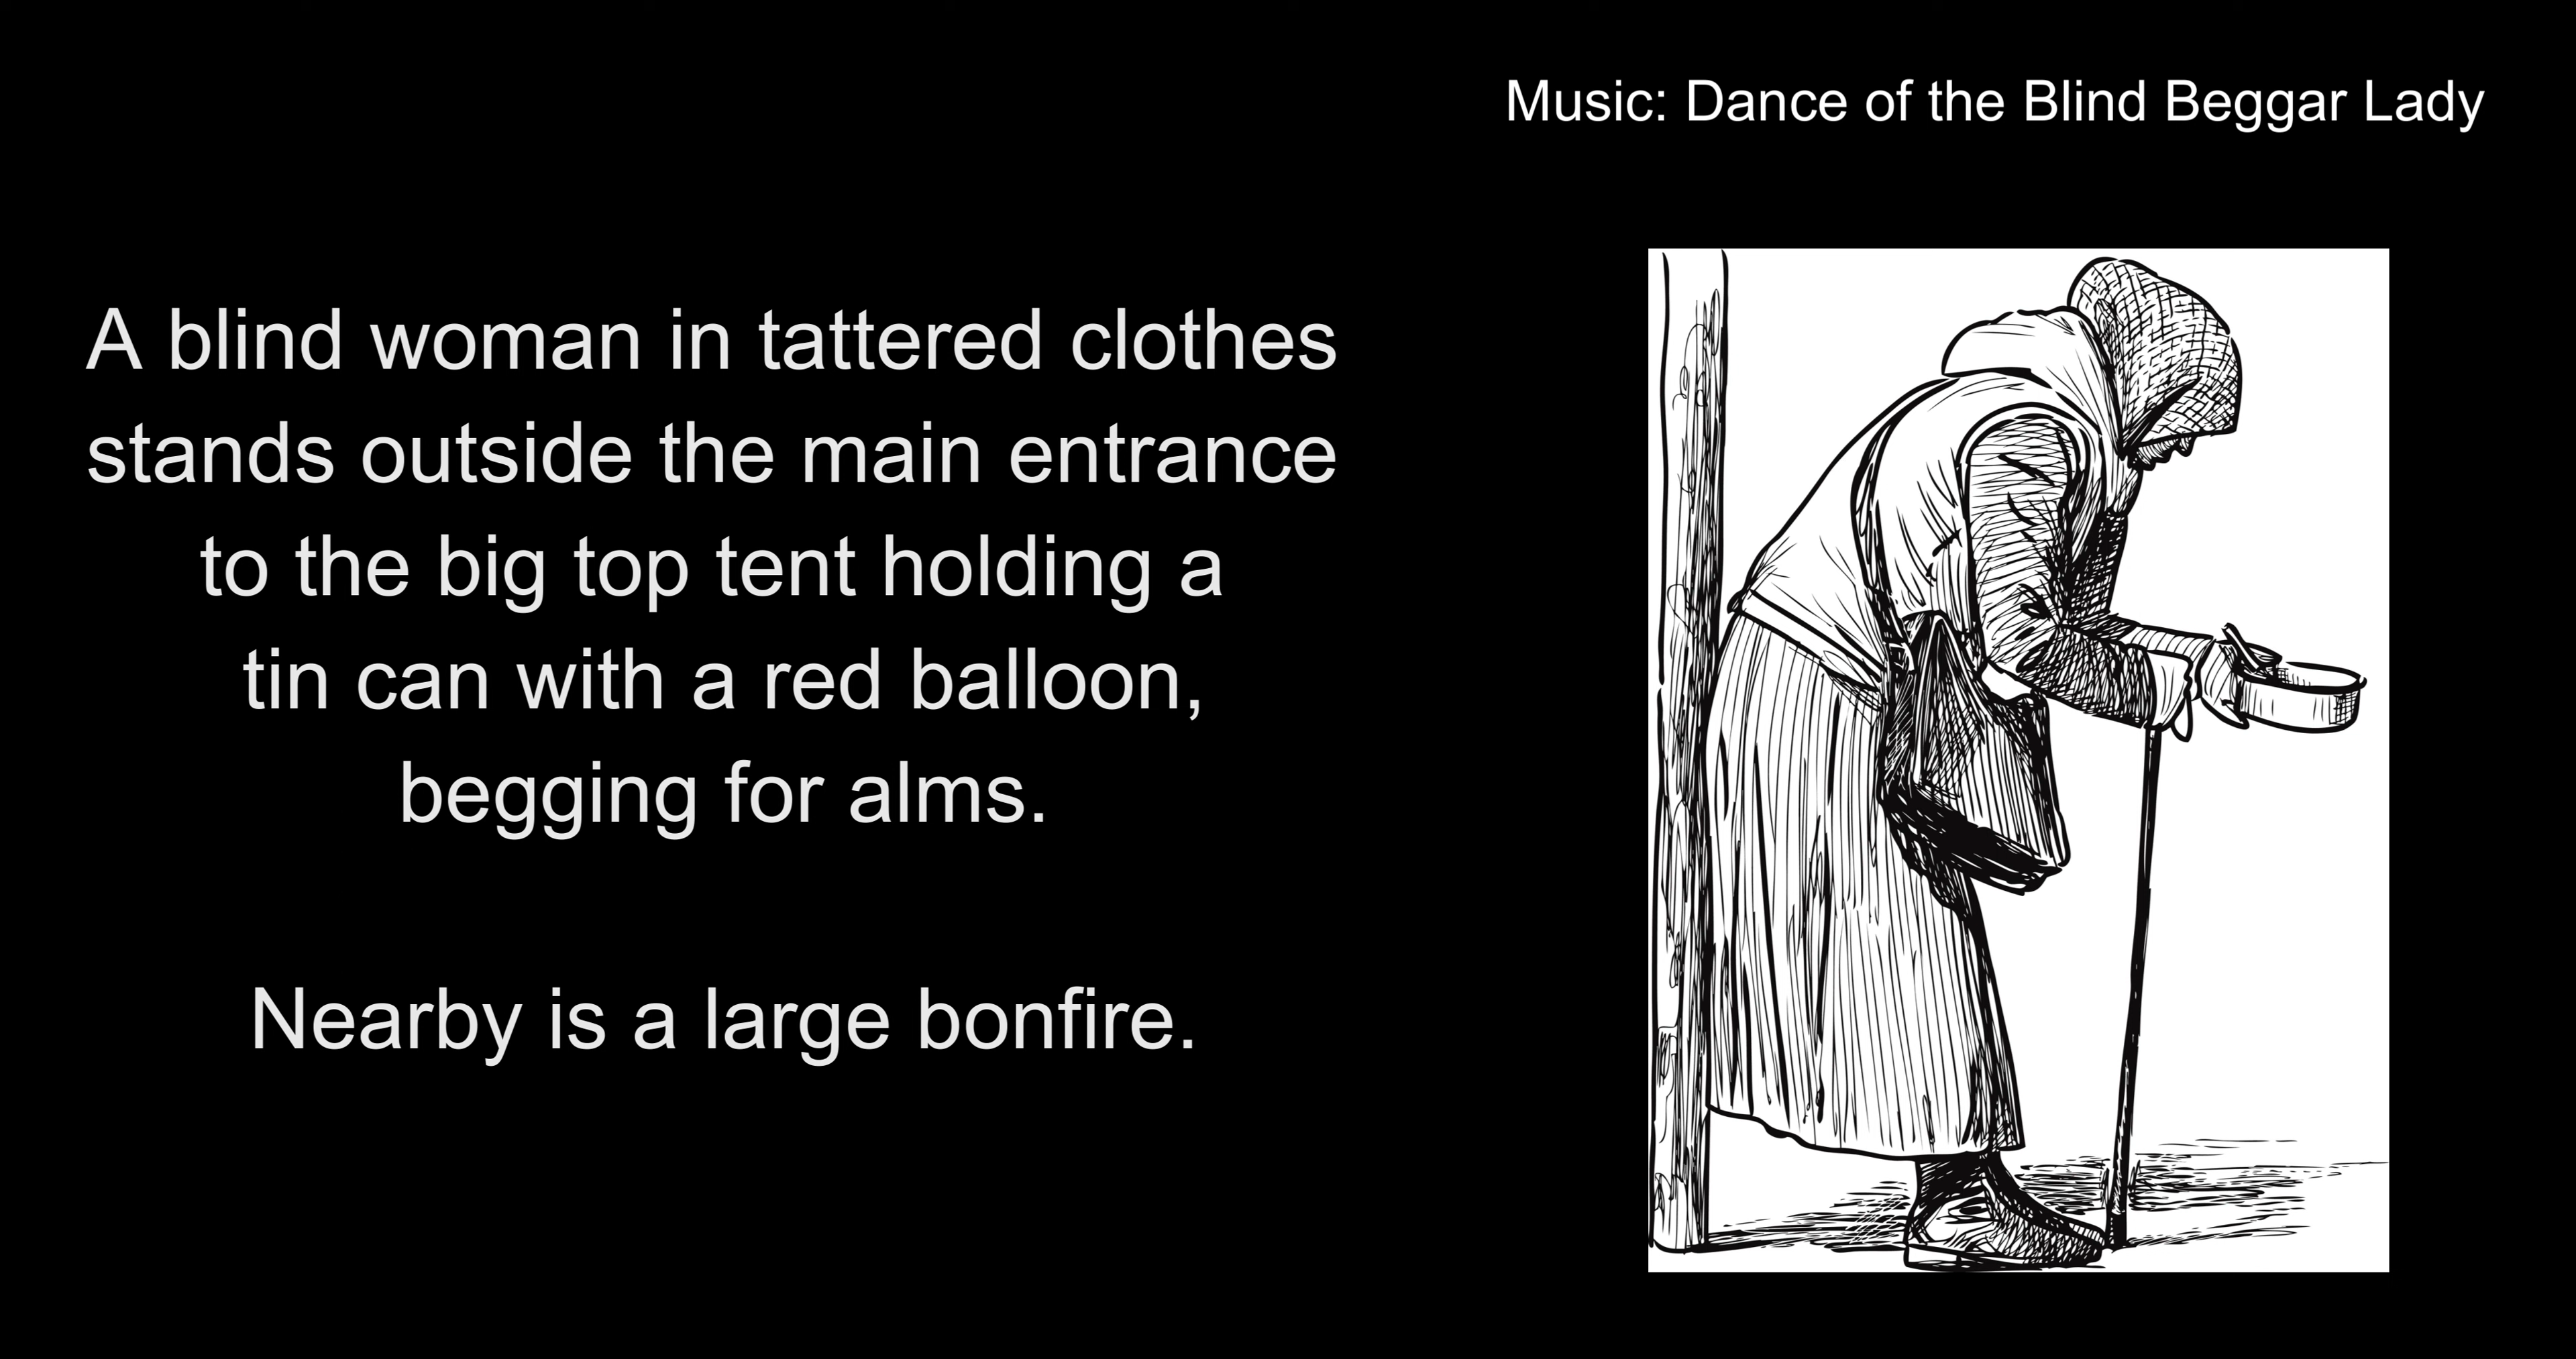 Music: Dance of the Blind Beggar Lady
A blind woman in tattered clothes
stands outside the main entrance
to the big top tent holding a
tin can with a red balloon,
begging for alms.
Nearby is a large bonfire.